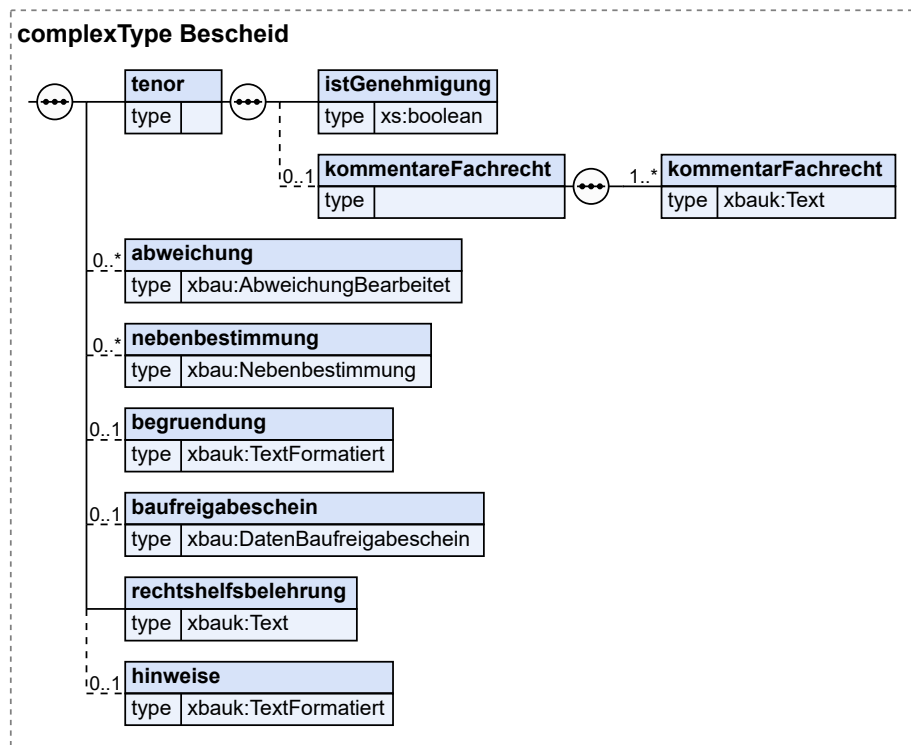 complexType Bescheid
tenor
type
istGenehmigung
type xs:boolean
0..1
kommentareFachrecht
type
1..*
kommentarFachrecht
type xbauk:Text
0..*
abweichung
type xbau:AbweichungBearbeitet
0..*
nebenbestimmung
type xbau:Nebenbestimmung
0..1
begruendung
type xbauk:TextFormatiert
0..1
baufreigabeschein
type xbau:DatenBaufreigabeschein
rechtshelfsbelehrung
type xbauk:Text
0..1
hinweise
type xbauk:TextFormatiert